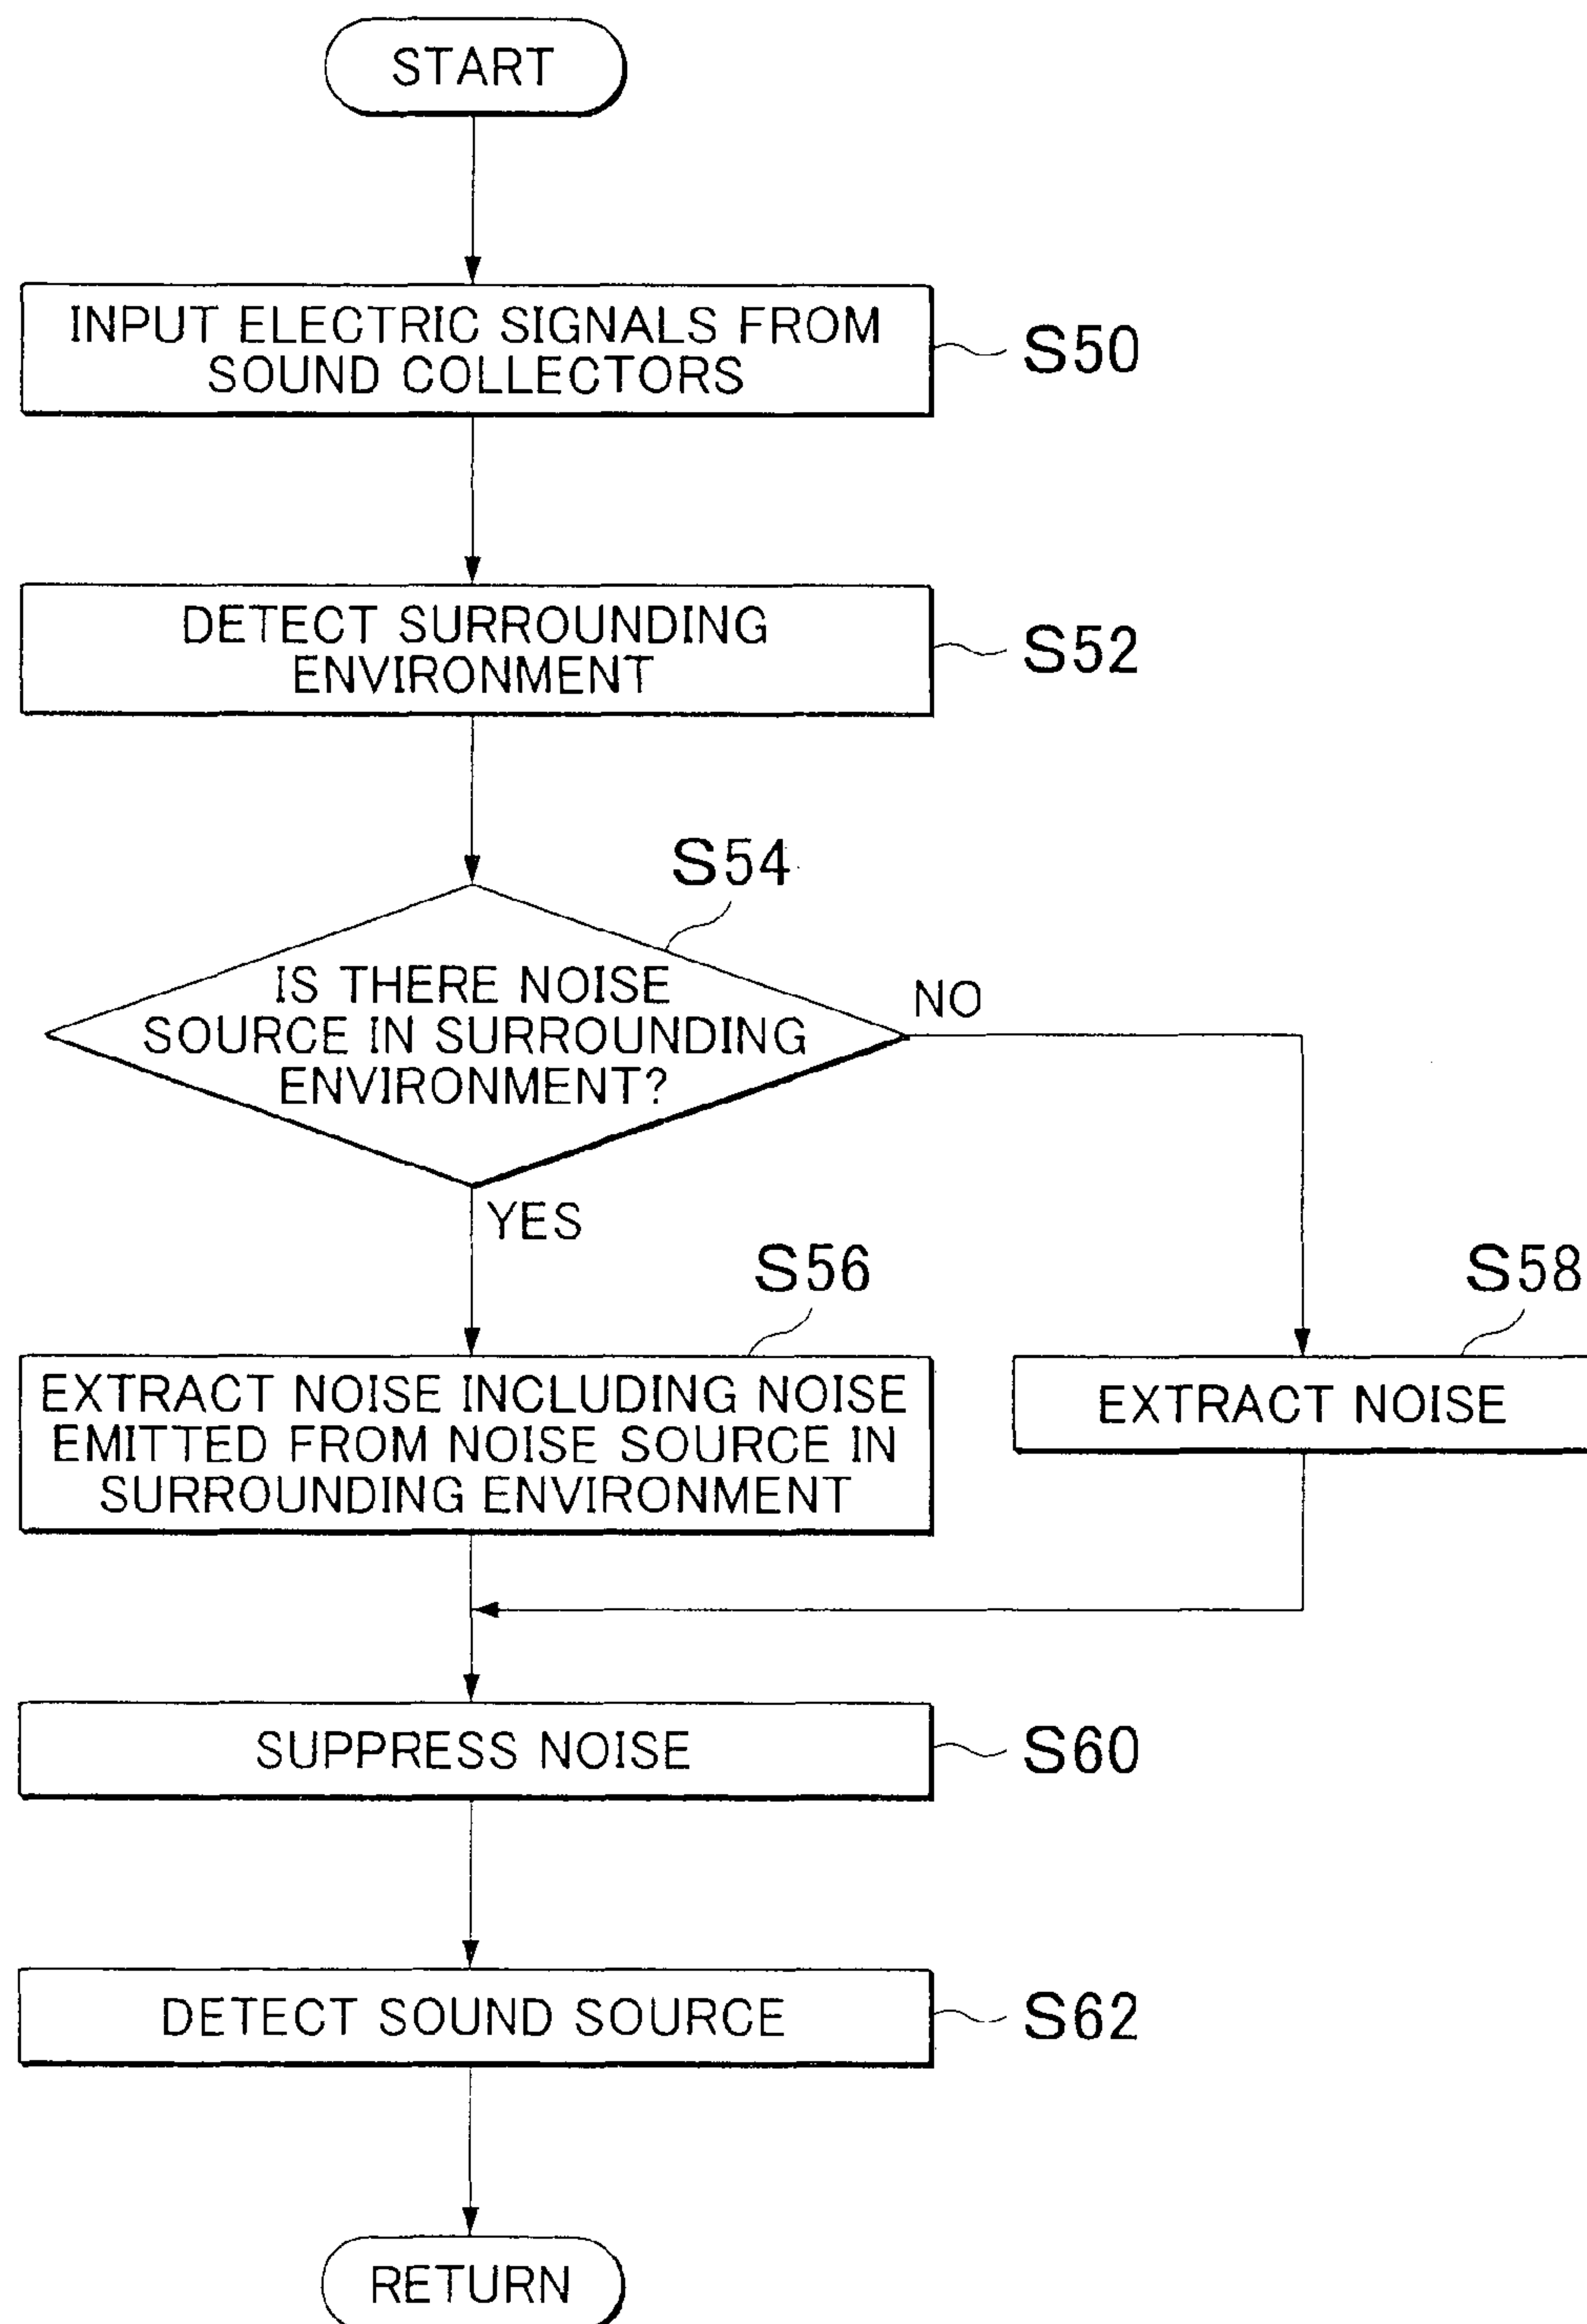 START
INPUT ELECTRIC SIGNALS FROM
SOUND COLLECTORS
S50
DETECT SURROUNDING
ENVIRONMENT
S52
S54
IS THERE NOISE
SOURCE IN SURROUNDING
ENVIRONMENT?
NO
YES
S56
EXTRACT NOISE INCLUDING NOISE
EMITTED FROM NOISE SOURCE IN
SURROUNDING ENVIRONMENT
S58
EXTRACT NOISE
SUPPRESS NOISE
S60
DETECT SOUND SOURCE
S62
RETURN